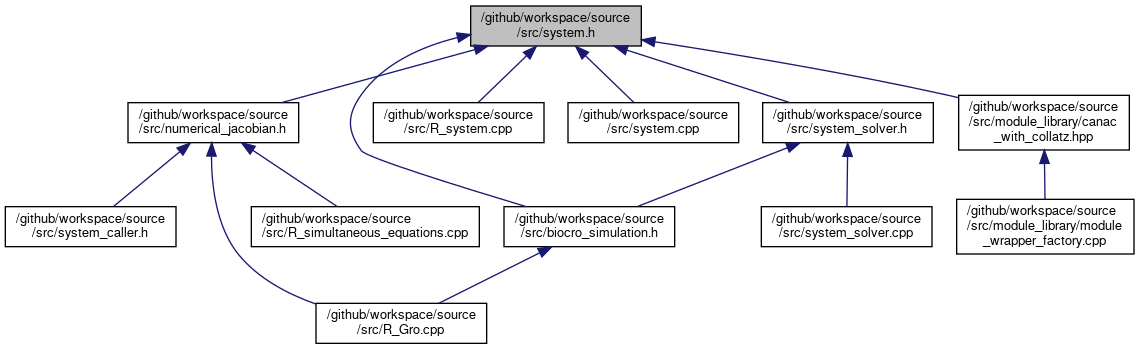 /github/workspace/source
/src/system.h
/github/workspace/source
/src/numerical_jacobian.h
/github/workspace/source
/src/R_system.cpp
/github/workspace/source
/src/system.cpp
/github/workspace/source
/src/system_solver.h
/github/workspace/source
/src/module_library/canac
_with_collatz.hpp
/github/workspace/source
/src/system_caller.h
/github/workspace/source
/src/R_simultaneous_equations.cpp
/github/workspace/source
/src/biocro_simulation.h
/github/workspace/source
/src/system_solver.cpp
/github/workspace/source
/src/module_library/module
_wrapper_factory.cpp
/github/workspace/source
/src/R_Gro.cpp